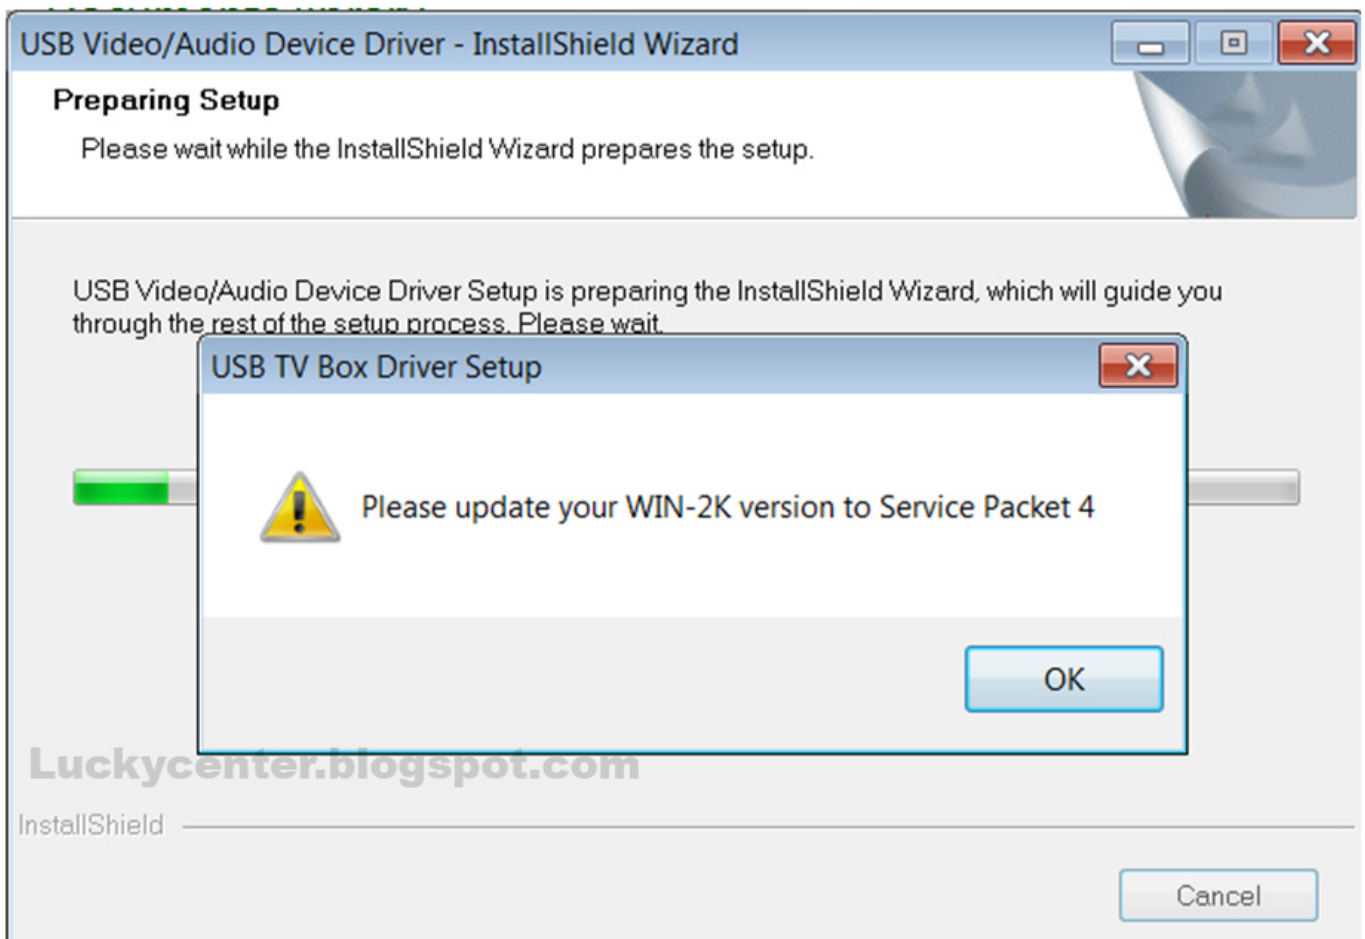 USB Video/Audio Device Driver - InstallShield Wizard
Preparing Setup
Please wait while the InstallShield Wizard prepares the setup.
USB Video/Audio Device Driver Setup is preparing the InstallShield Wizard, which will guide you
through the rest of the setup process. Please wait.
USB TV Box Driver Setup
Please update your WIN-2K version to Service Packet 4
OK
Luckycenter.blogspot.com
InstallShield
Cancel